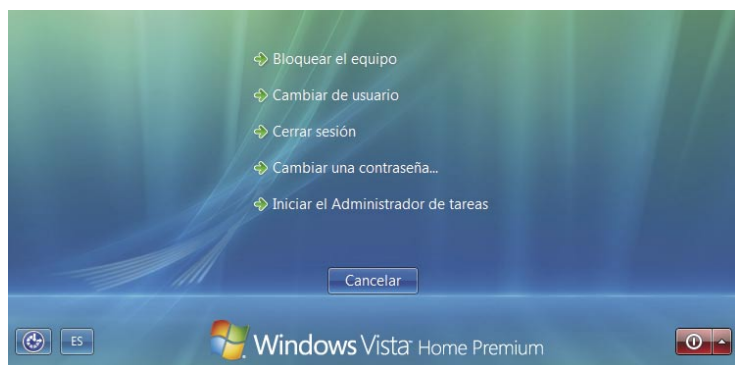 Bloquear el equipo
Cambiar de usuario
Cerrar sesión
Cambiar una contraseña...
Iniciar el Administrador de tareas
Cancelar
ES
Windows Vista™ Home Premium